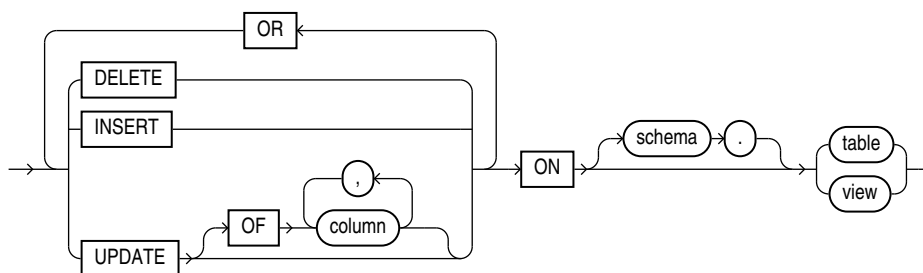 OR
DELETE
INSERT
,
OF
column
UPDATE
ON
schema
.
table
view